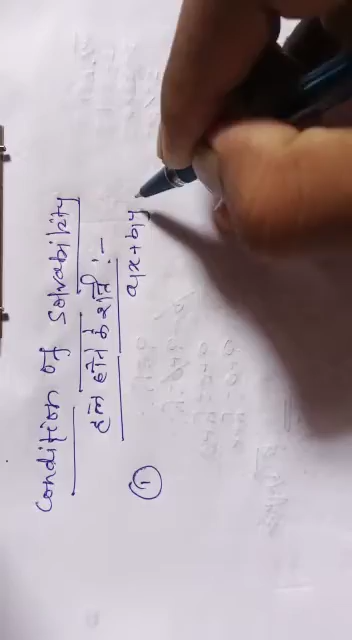 Condition of Solvability
हल होने के शर्त :-
① a₁x+b₁y